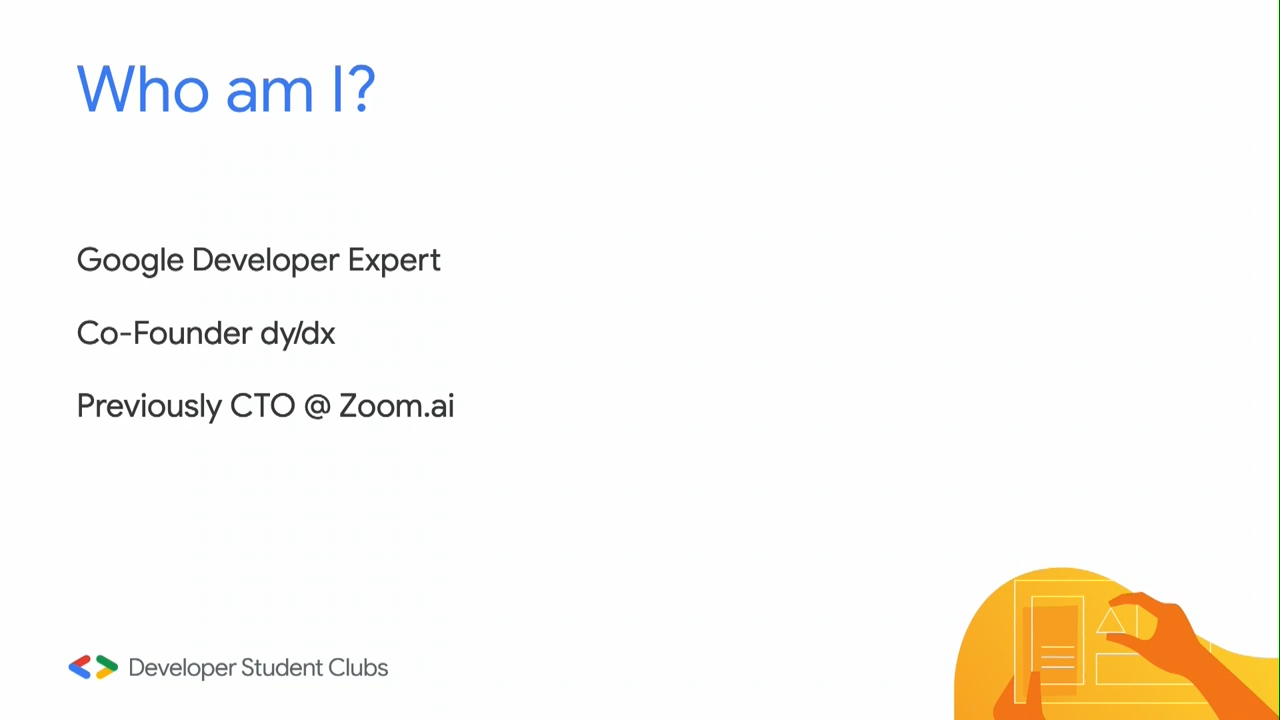 Who am I?
Google Developer Expert
Co-Founder dy/dx
Previously CTO @ Zoom.ai
Developer Student Clubs